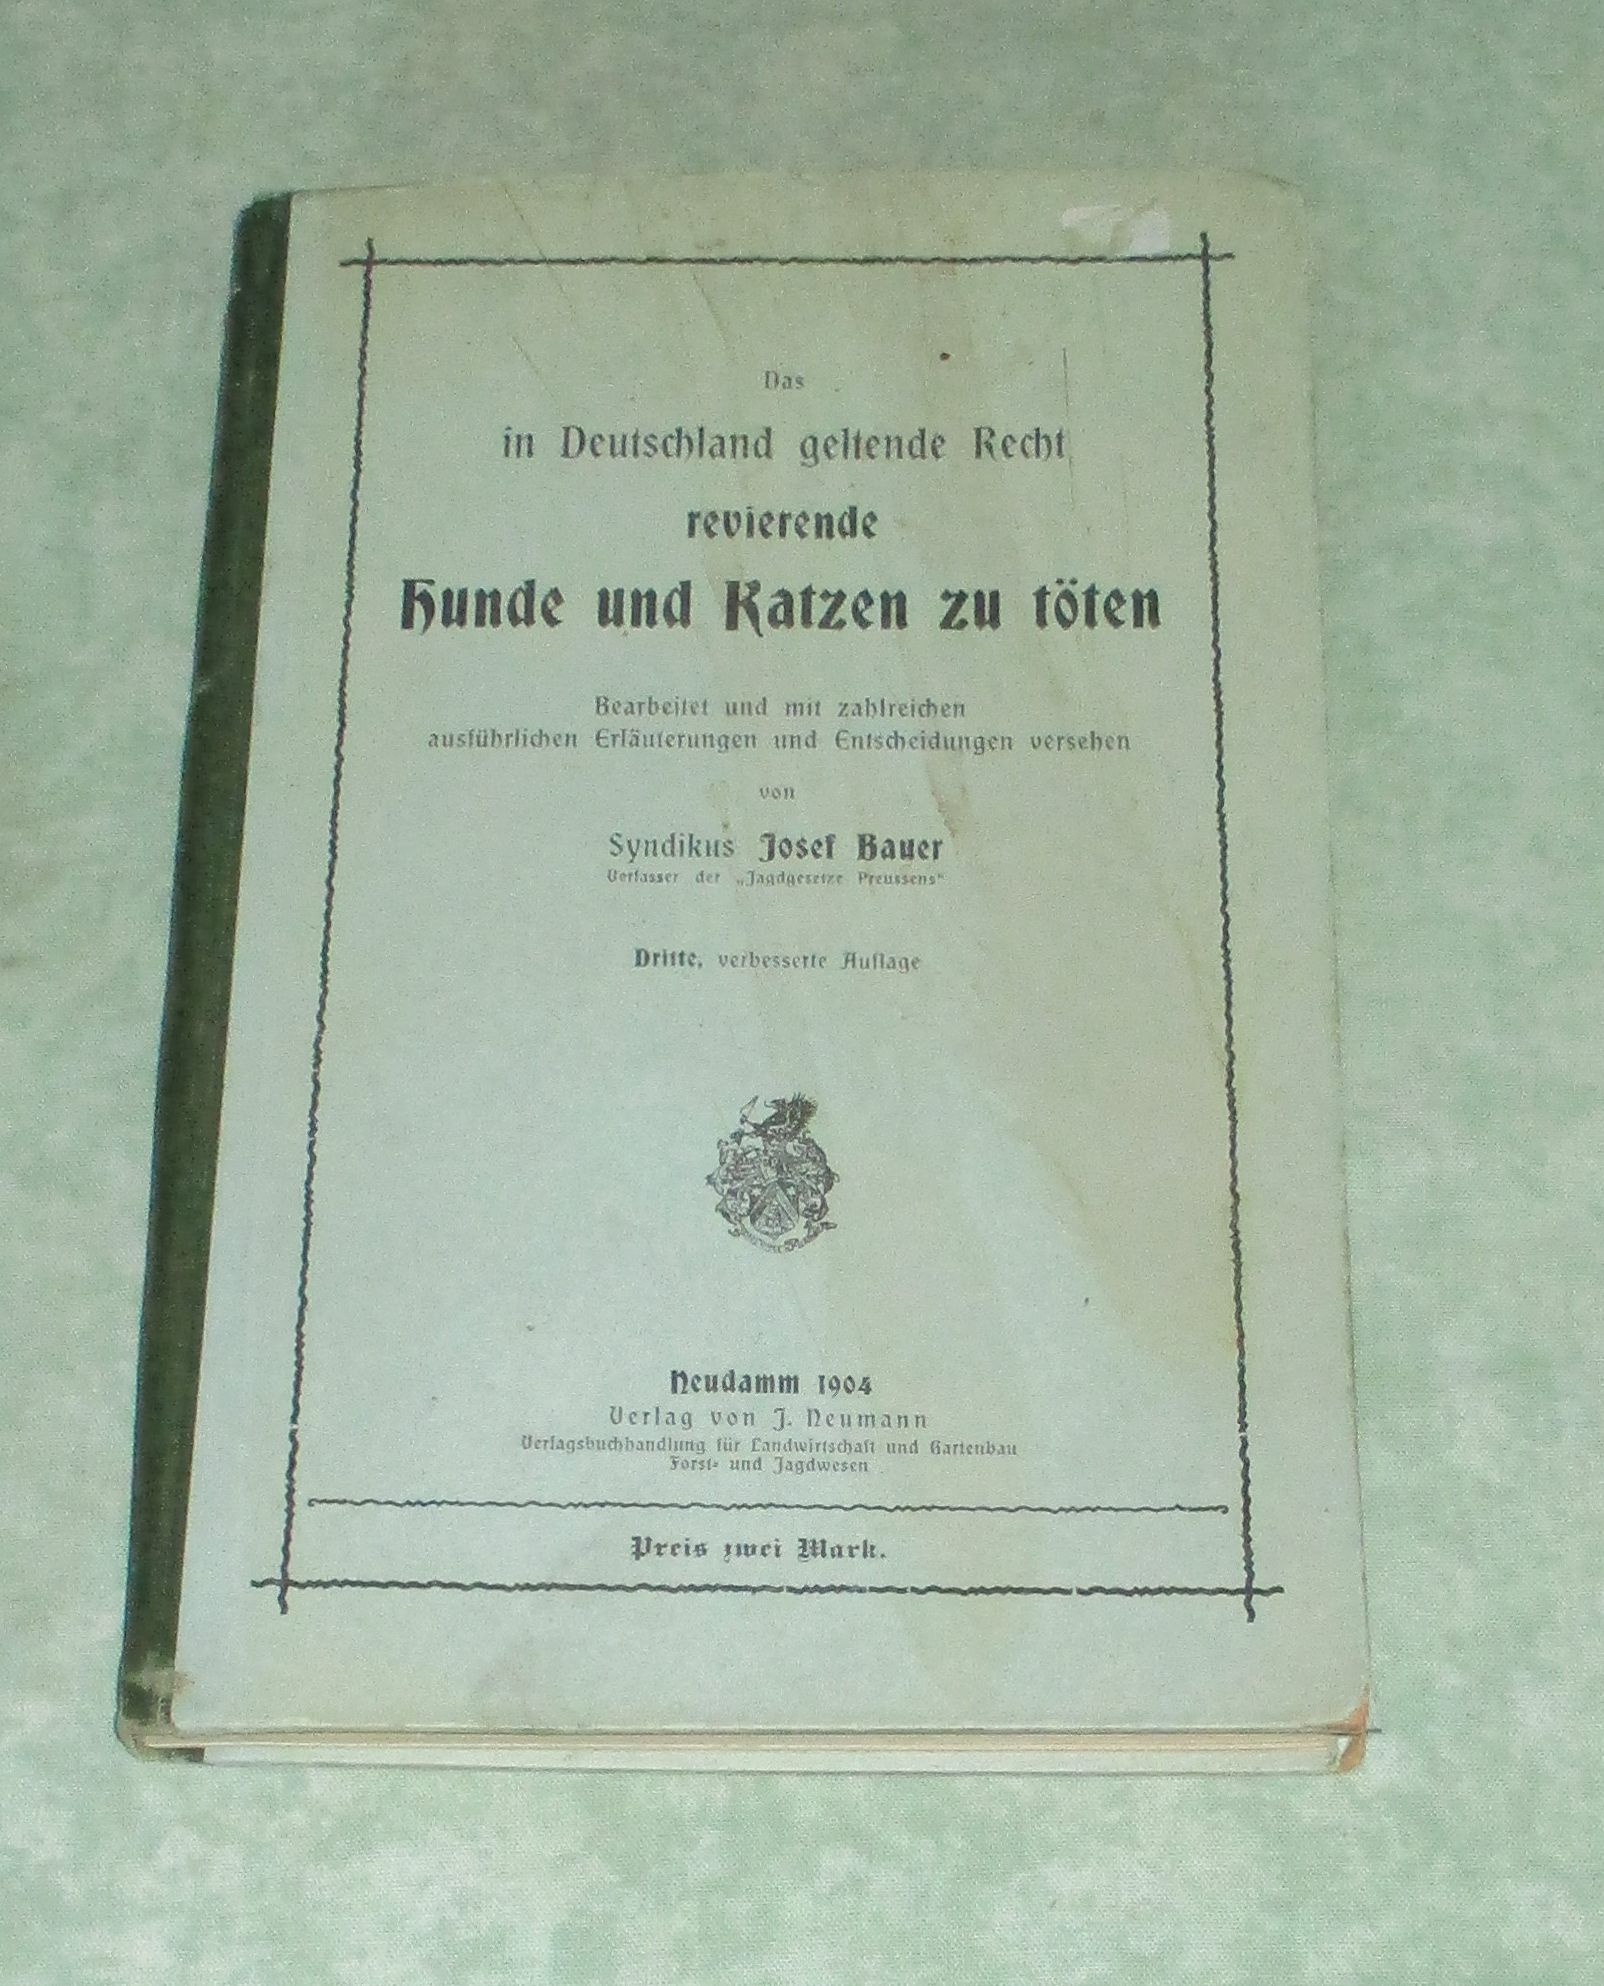 Das
in Deutschland geltende Recht
revierende
Hunde und Katzen zu töten
Bearbeitet und mit zahlreichen
ausführlichen Erläuterungen und Entscheidungen versehen
von
Syndikus Josef Bauer
Verfasser der „Jagdgesetze Preussens“
Dritte, verbesserte Auflage
Neudamm 1904
Verlag von J. Neumann
Verlagsbuchhandlung für Landwirtschaft und Gartenbau
Forst- und Jagdwesen
Preis zwei Mark.